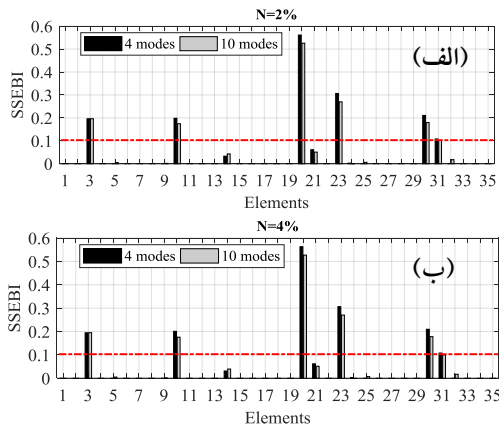 N=2%
0.6
0.5
0.4
0.3
0.2
0.1
0
SSEBI
4 modes 10 modes
(الف)
1 3 5 7 9 11 13 15 17 19 21 23 25 27 29 31 33 35
Elements
N=4%
0.6
0.5
0.4
0.3
0.2
0.1
0
SSEBI
4 modes 10 modes
(ب)
1 3 5 7 9 11 13 15 17 19 21 23 25 27 29 31 33 35
Elements